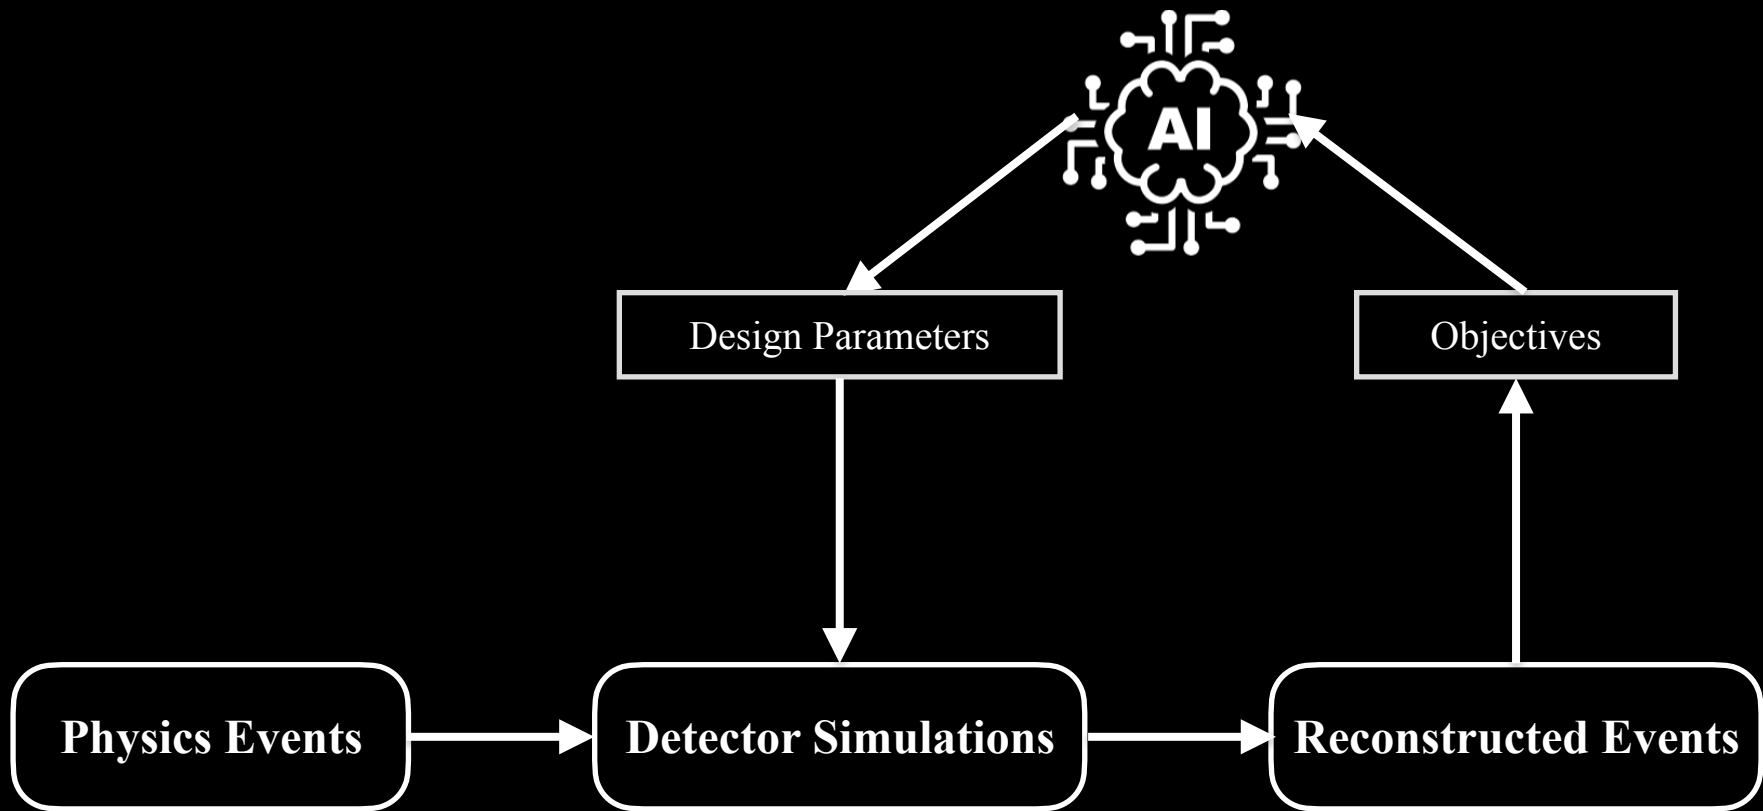 AI
Design Parameters
Objectives
Physics Events
Detector Simulations
Reconstructed Events